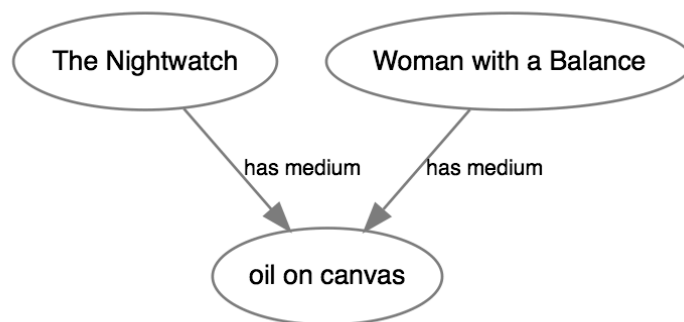 The Nightwatch
Woman with a Balance
has medium
has medium
oil on canvas